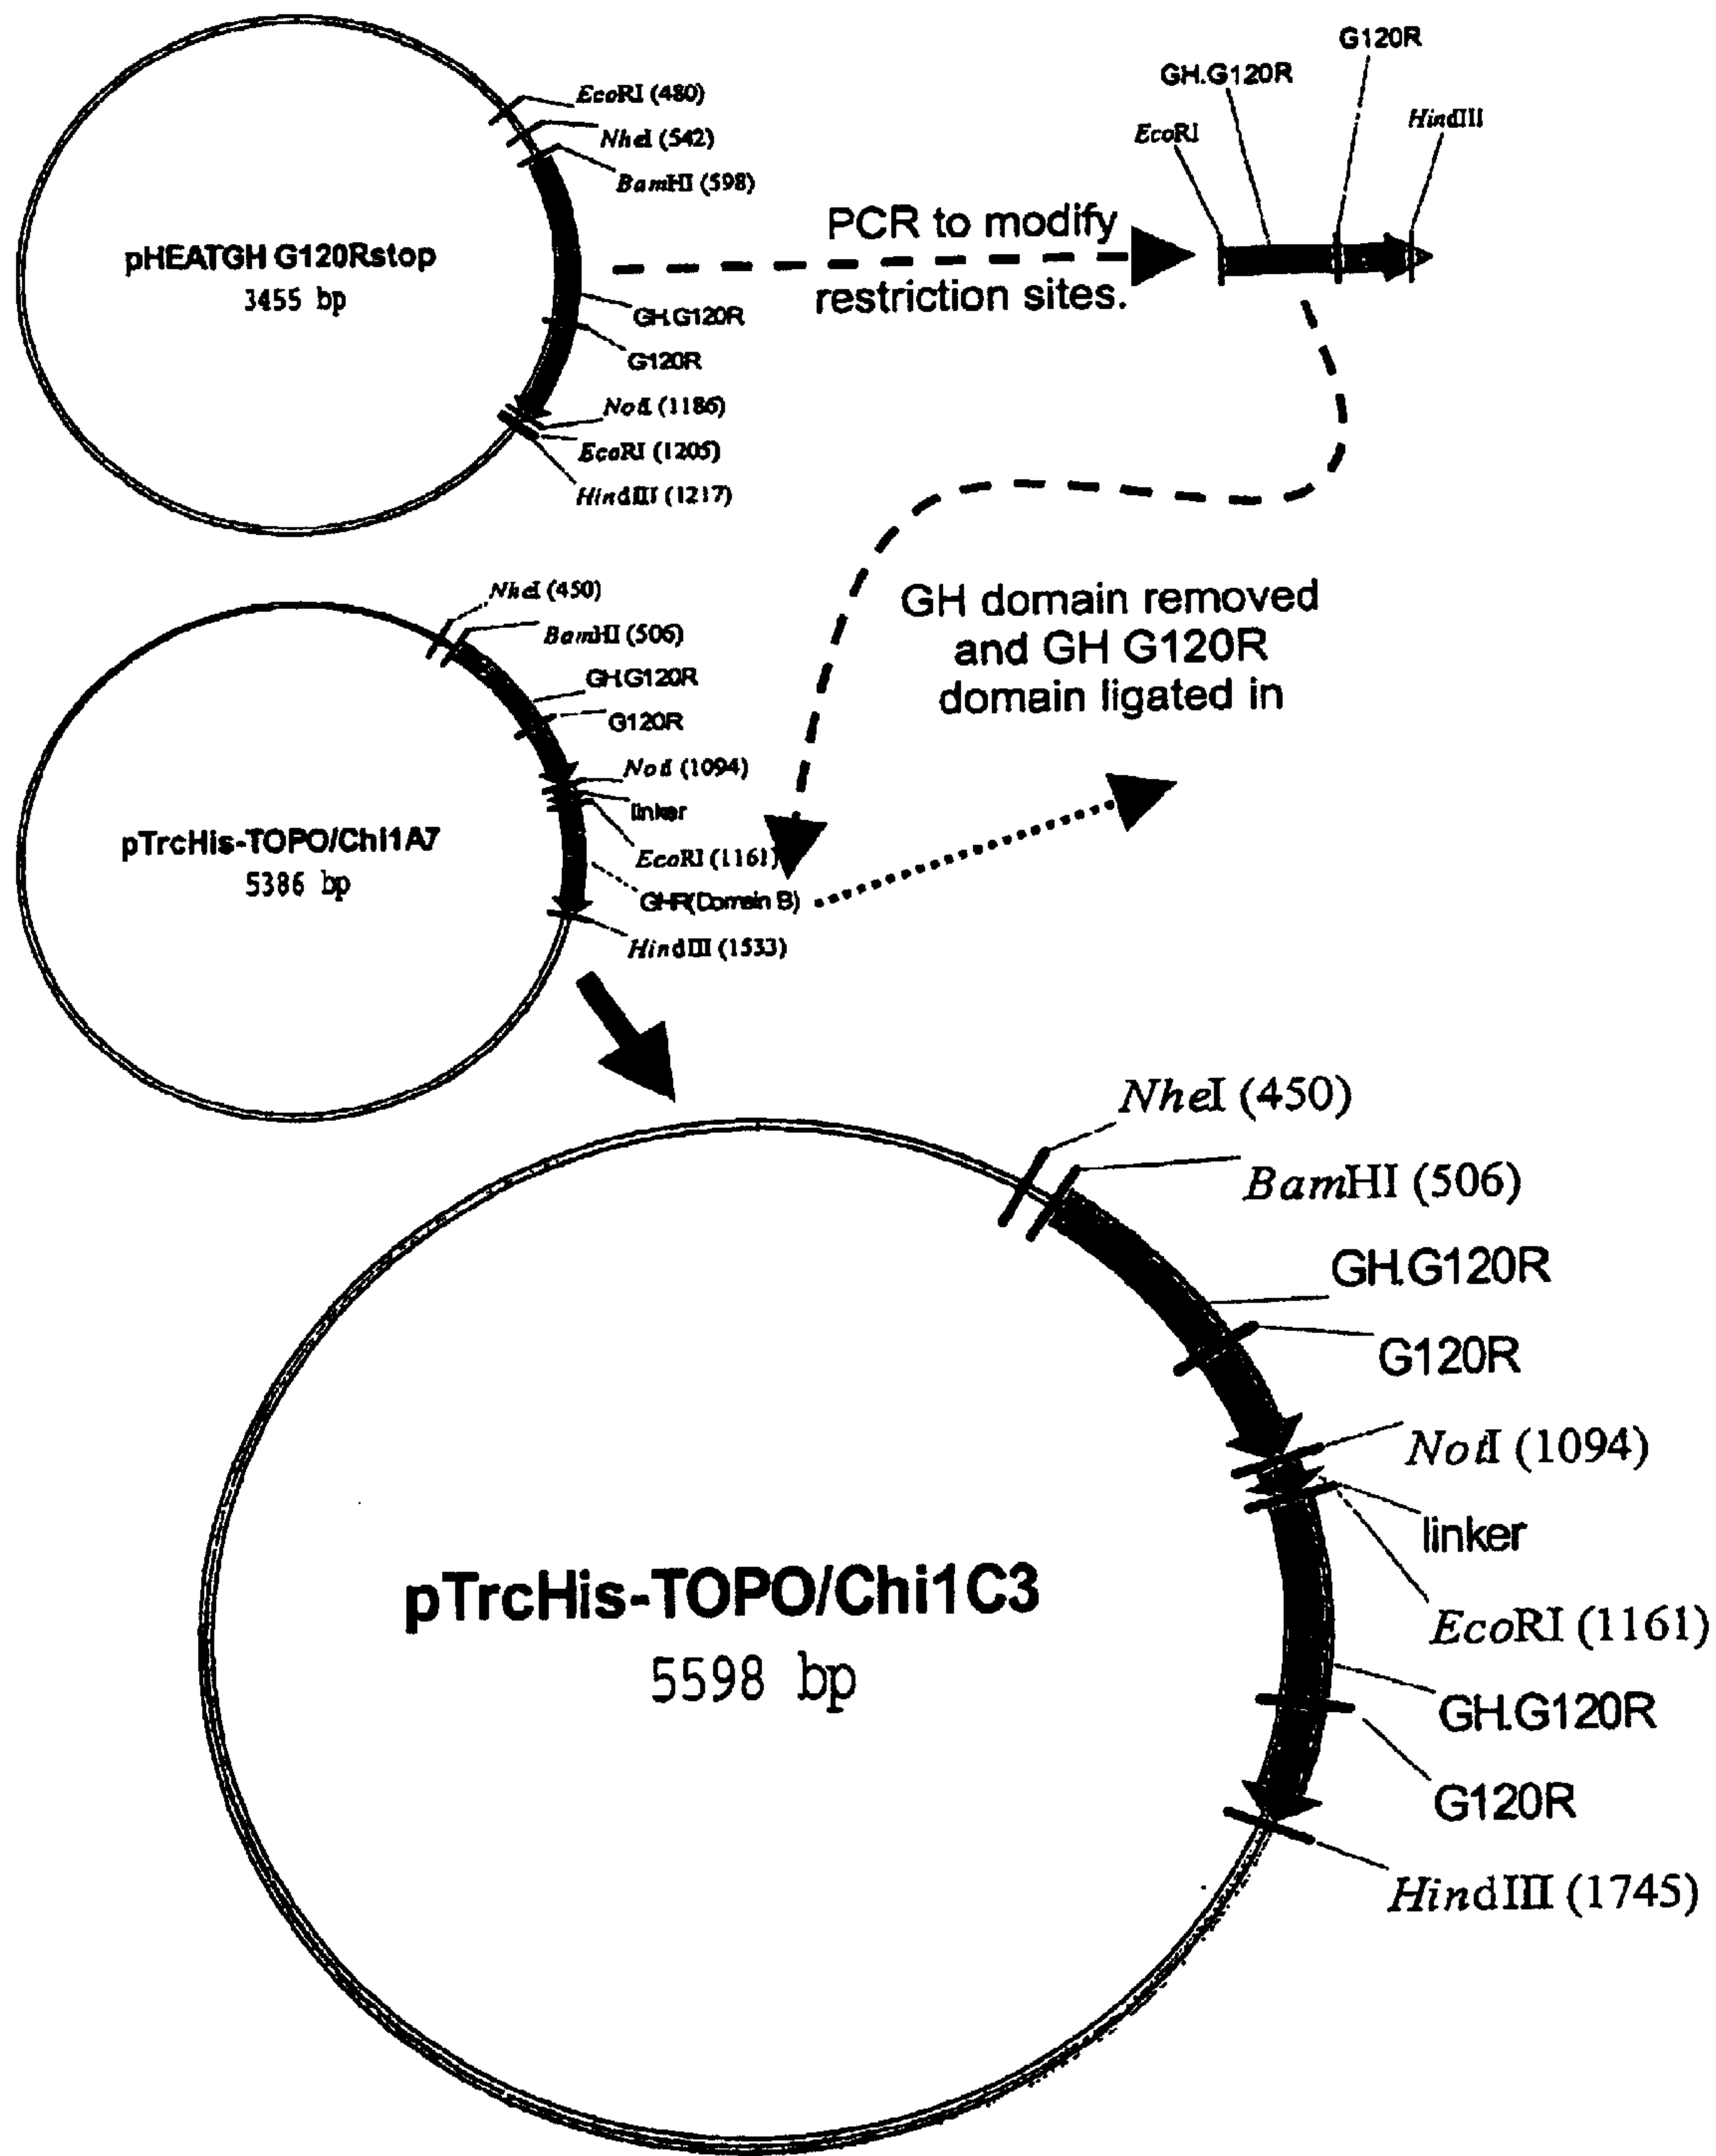 EcoRI (480)
NheI (542)
BamHI (598)
pHEATGH G120Rstop
3455 bp
GH.G120R
G120R
NotI (1186)
EcoRI (1205)
HindIII (1217)
PCR to modify
restriction sites.
G120R
GH.G120R
HindIII
EcoRI
GH domain removed
and GH G120R
domain ligated in
NheI (450)
BamHI (506)
GH.G120R
G120R
NotI (1094)
linker
pTrcHis-TOPO/Chi1A7
5386 bp
EcoRI (1161)
GHR(Domain B)
HindIII (1533)
NheI (450)
BamHI (506)
GH.G120R
G120R
NotI (1094)
linker
pTrcHis-TOPO/Chi1C3
5598 bp
EcoRI (1161)
GH.G120R
G120R
HindIII (1745)